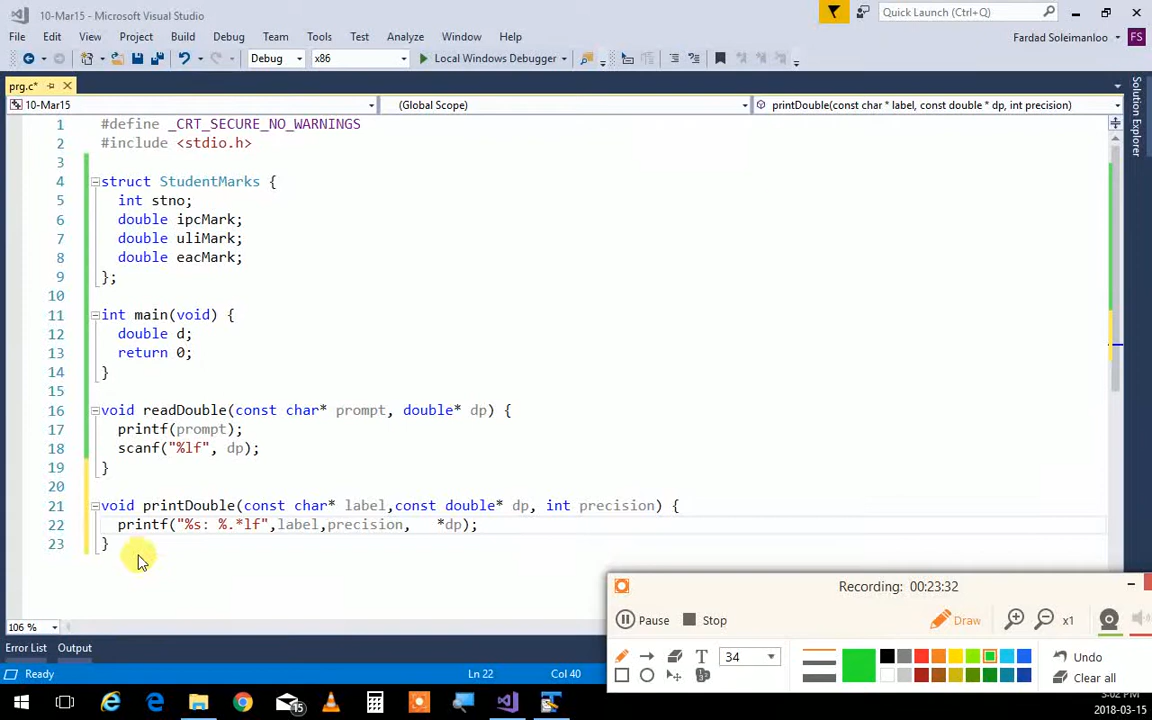 10-Mar15 - Microsoft Visual Studio
Quick Launch (Ctrl+Q)
File Edit View Project Build Debug Team Tools Test Analyze Window Help
Fardad Soleimanloo FS
Debug x86 Local Windows Debugger
prg.c*
10-Mar15 (Global Scope) printDouble(const char * label, const double * dp, int precision)
Solution Explorer
1 #define _CRT_SECURE_NO_WARNINGS
2 #include <stdio.h>
3
4 struct StudentMarks {
5 int stno;
6 double ipcMark;
7 double uliMark;
8 double eacMark;
9 };
10
11 int main(void) {
12 double d;
13 return 0;
14 }
15
16 void readDouble(const char* prompt, double* dp) {
17 printf(prompt);
18 scanf("%lf", dp);
19 }
20
21 void printDouble(const char* label,const double* dp, int precision) {
22 printf("%s: %.*lf",label,precision,   *dp);
23 }
Recording: 00:23:32
Pause Stop Draw x1
106 %
34 Undo
Error List Output
Clear all
Ready Ln 22 Col 40
15
3:02 PM
2018-03-15